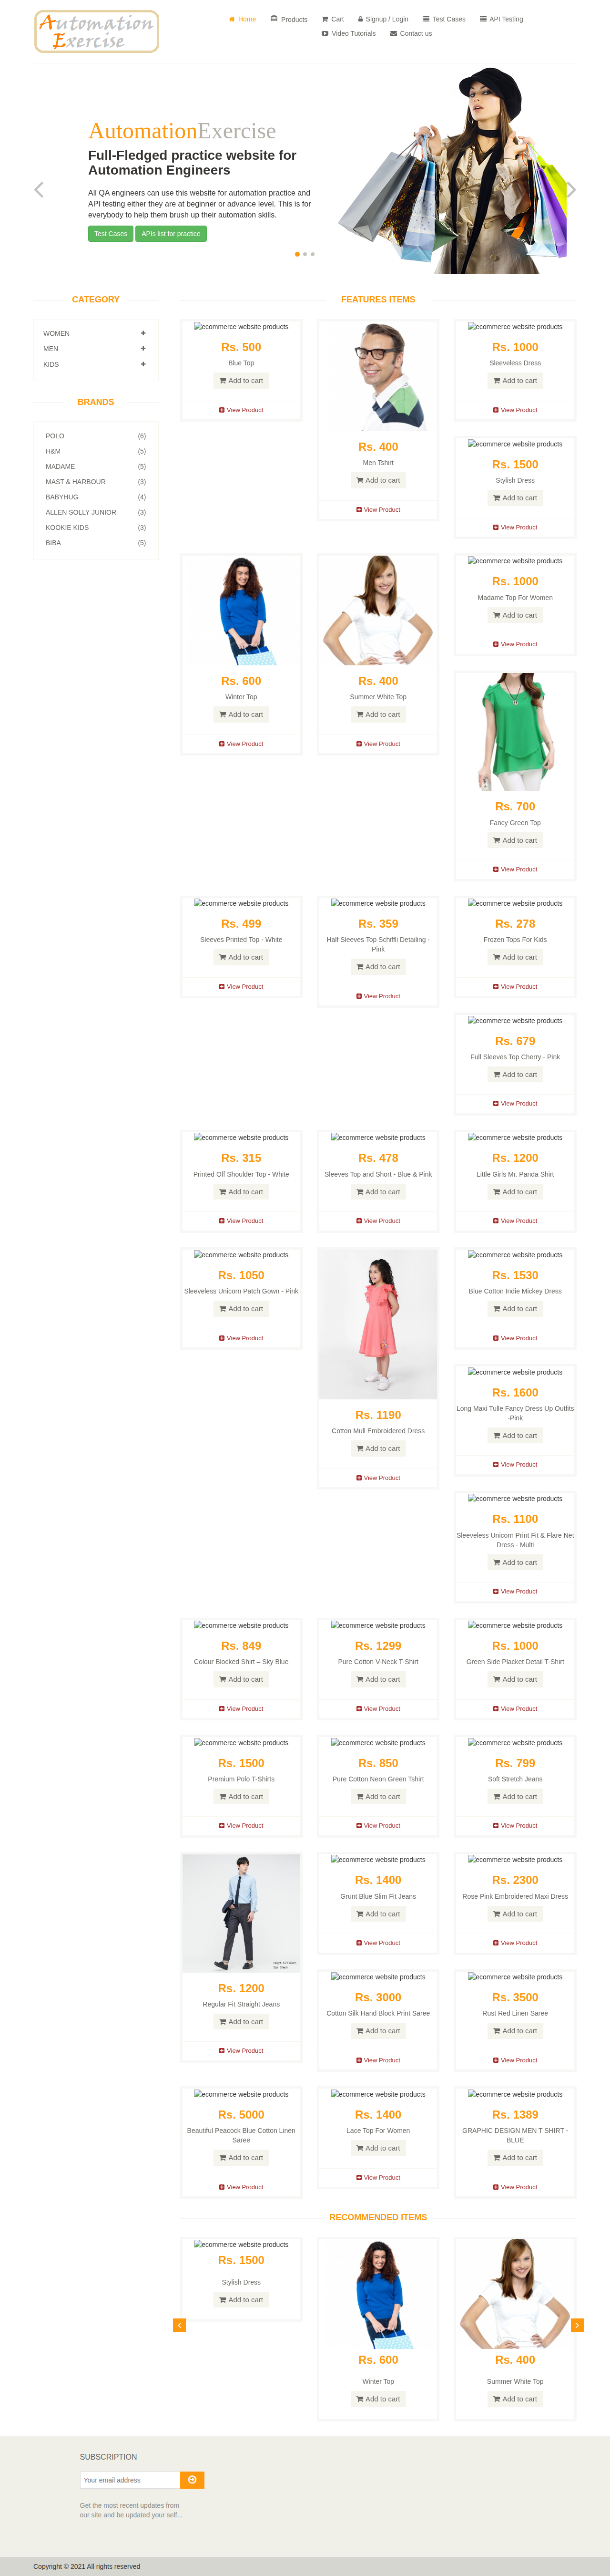 Automation
Exercise
Home
Products
Cart
Signup / Login
Test Cases
API Testing
Video Tutorials
Contact us
AutomationExercise
Full-Fledged practice website for
Automation Engineers
All QA engineers can use this website for automation practice and
API testing either they are at beginner or advance level. This is for
everybody to help them brush up their automation skills.
Test Cases
APIs list for practice
CATEGORY
WOMEN
MEN
KIDS
BRANDS
POLO (6)
H&M (5)
MADAME (5)
MAST & HARBOUR (3)
BABYHUG (4)
ALLEN SOLLY JUNIOR (3)
KOOKIE KIDS (3)
BIBA (5)
FEATURES ITEMS
ecommerce website products
Rs. 500
Blue Top
Add to cart
View Product
Rs. 400
Men Tshirt
Add to cart
View Product
ecommerce website products
Rs. 1000
Sleeveless Dress
Add to cart
View Product
ecommerce website products
Rs. 1500
Stylish Dress
Add to cart
View Product
Rs. 600
Winter Top
Add to cart
View Product
Rs. 400
Summer White Top
Add to cart
View Product
ecommerce website products
Rs. 1000
Madame Top For Women
Add to cart
View Product
Rs. 700
Fancy Green Top
Add to cart
View Product
ecommerce website products
Rs. 499
Sleeves Printed Top - White
Add to cart
View Product
ecommerce website products
Rs. 359
Half Sleeves Top Schiffli Detailing -
Pink
Add to cart
View Product
ecommerce website products
Rs. 278
Frozen Tops For Kids
Add to cart
View Product
ecommerce website products
Rs. 679
Full Sleeves Top Cherry - Pink
Add to cart
View Product
ecommerce website products
Rs. 315
Printed Off Shoulder Top - White
Add to cart
View Product
ecommerce website products
Rs. 478
Sleeves Top and Short - Blue & Pink
Add to cart
View Product
ecommerce website products
Rs. 1200
Little Girls Mr. Panda Shirt
Add to cart
View Product
ecommerce website products
Rs. 1050
Sleeveless Unicorn Patch Gown - Pink
Add to cart
View Product
Rs. 1190
Cotton Mull Embroidered Dress
Add to cart
View Product
ecommerce website products
Rs. 1530
Blue Cotton Indie Mickey Dress
Add to cart
View Product
ecommerce website products
Rs. 1600
Long Maxi Tulle Fancy Dress Up Outfits
-Pink
Add to cart
View Product
ecommerce website products
Rs. 1100
Sleeveless Unicorn Print Fit & Flare Net
Dress - Multi
Add to cart
View Product
ecommerce website products
Rs. 849
Colour Blocked Shirt – Sky Blue
Add to cart
View Product
ecommerce website products
Rs. 1299
Pure Cotton V-Neck T-Shirt
Add to cart
View Product
ecommerce website products
Rs. 1000
Green Side Placket Detail T-Shirt
Add to cart
View Product
ecommerce website products
Rs. 1500
Premium Polo T-Shirts
Add to cart
View Product
ecommerce website products
Rs. 850
Pure Cotton Neon Green Tshirt
Add to cart
View Product
ecommerce website products
Rs. 799
Soft Stretch Jeans
Add to cart
View Product
Rs. 1200
Regular Fit Straight Jeans
Add to cart
View Product
ecommerce website products
Rs. 1400
Grunt Blue Slim Fit Jeans
Add to cart
View Product
ecommerce website products
Rs. 2300
Rose Pink Embroidered Maxi Dress
Add to cart
View Product
ecommerce website products
Rs. 3000
Cotton Silk Hand Block Print Saree
Add to cart
View Product
ecommerce website products
Rs. 3500
Rust Red Linen Saree
Add to cart
View Product
ecommerce website products
Rs. 5000
Beautiful Peacock Blue Cotton Linen
Saree
Add to cart
View Product
ecommerce website products
Rs. 1400
Lace Top For Women
Add to cart
View Product
ecommerce website products
Rs. 1389
GRAPHIC DESIGN MEN T SHIRT -
BLUE
Add to cart
View Product
RECOMMENDED ITEMS
ecommerce website products
Rs. 1500
Stylish Dress
Add to cart
Rs. 600
Winter Top
Add to cart
Rs. 400
Summer White Top
Add to cart
SUBSCRIPTION
Your email address
Get the most recent updates from
our site and be updated your self...
Copyright © 2021 All rights reserved